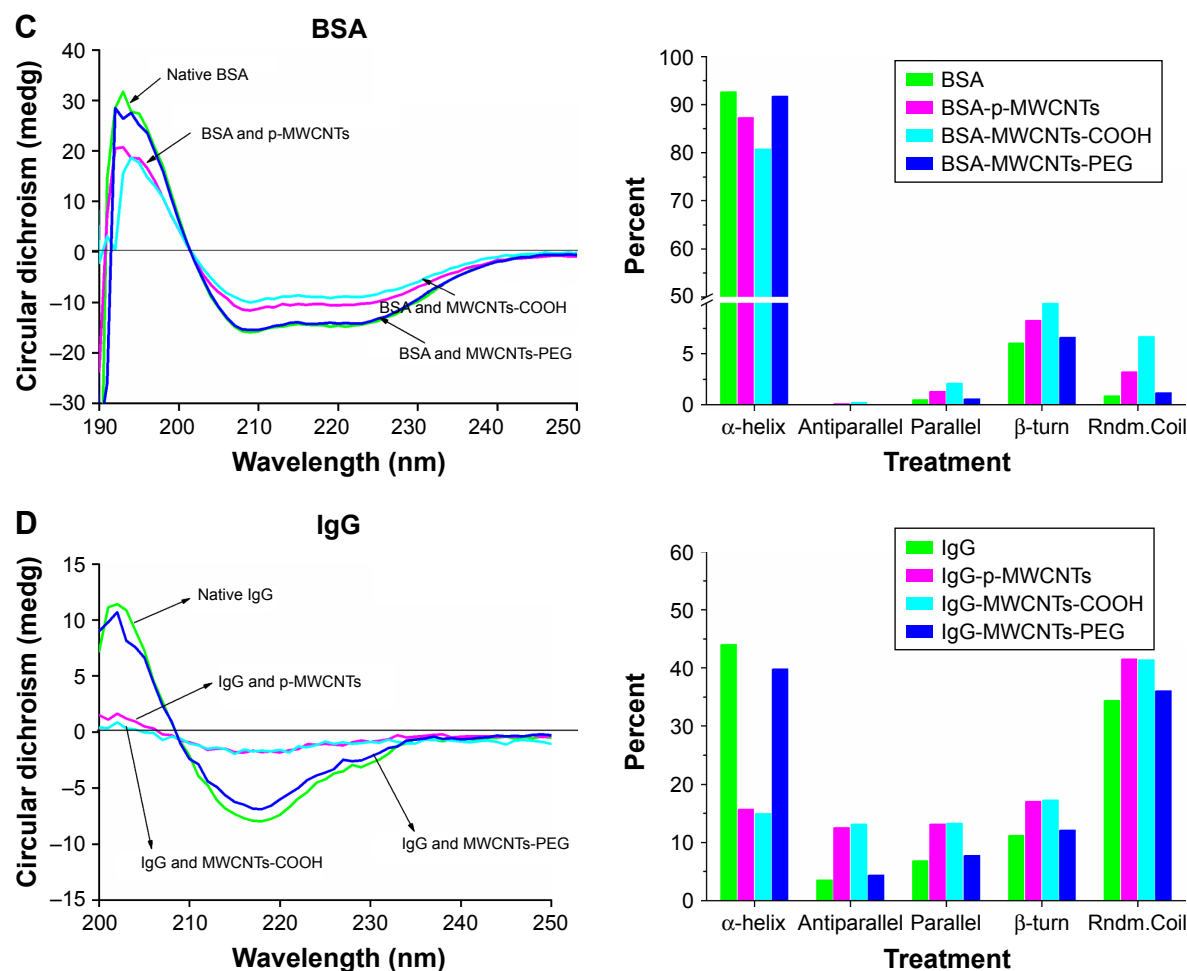 C
BSA
Circular dichroism (medg)
40
30
20
10
0
–10
–20
–30
190
200
210
220
230
240
250
Wavelength (nm)
Native BSA
BSA and p-MWCNTs
BSA and MWCNTs-COOH
BSA and MWCNTs-PEG
Percent
100
90
80
70
60
50
5
0
α-helix
Antiparallel
Parallel
β-turn
Rndm.Coil
Treatment
BSA
BSA-p-MWCNTs
BSA-MWCNTs-COOH
BSA-MWCNTs-PEG
D
IgG
Circular dichroism (medg)
15
10
5
0
–5
–10
–15
200
210
220
230
240
250
Wavelength (nm)
Native IgG
IgG and p-MWCNTs
IgG and MWCNTs-COOH
IgG and MWCNTs-PEG
Percent
60
50
40
30
20
10
0
α-helix
Antiparallel
Parallel
β-turn
Rndm.Coil
Treatment
IgG
IgG-p-MWCNTs
IgG-MWCNTs-COOH
IgG-MWCNTs-PEG